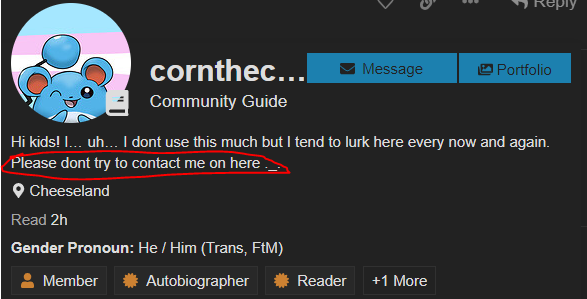 Reply
cornthec...
Message
Portfolio
Community Guide
Hi kids! I... uh... I dont use this much but I tend to lurk here every now and again.
Please dont try to contact me on here ._.
Cheeseland
Read 2h
Gender Pronoun: He / Him (Trans, FtM)
Member Autobiographer Reader +1 More